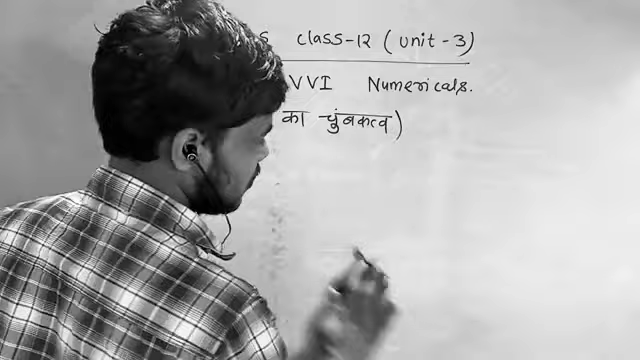 S class-12 (unit-3)
VVI Numericals.
का चुंबकत्व)